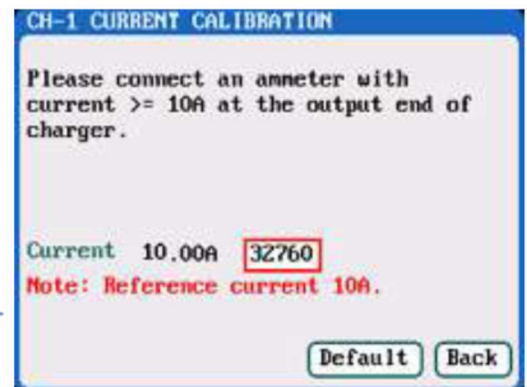 CH-1 CURRENT CALIBRATION
Please connect an ammeter with
current >= 10A at the output end of
charger.
Current 10.00A 32760
Note: Reference current 10A.
Default Back